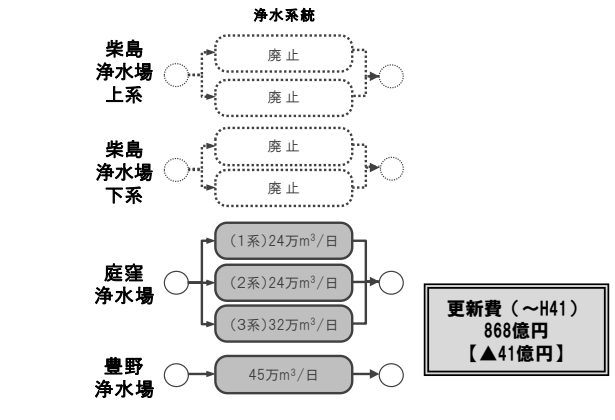 浄水系統
柴島
浄水場
上系
廃 止
廃 止
柴島
浄水場
下系
廃 止
廃 止
庭窪
浄水場
(1系)24万m³/日
(2系)24万m³/日
(3系)32万m³/日
豊野
浄水場
45万m³/日
更新費（～H41）
868億円
【▲41億円】